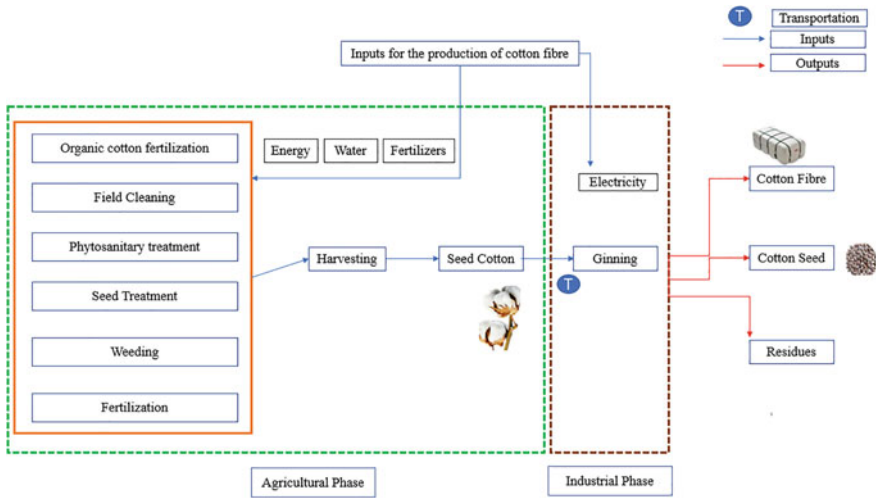 T
Transportation
Inputs
Outputs
Inputs for the production of cotton fibre
Organic cotton fertilization
Energy
Water
Fertilizers
Field Cleaning
Electricity
Cotton Fibre
Phytosanitary treatment
Harvesting
Seed Cotton
Ginning
Cotton Seed
T
Seed Treatment
Weeding
Residues
Fertilization
Agricultural Phase
Industrial Phase